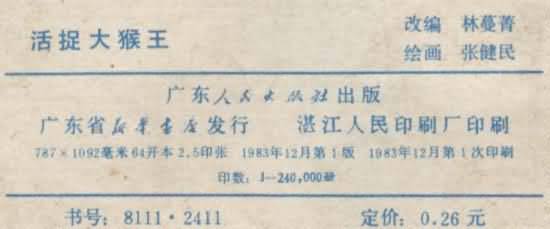 活捉大猴王
改编 林蔓菁
绘画 张健民
广东人民出版社出版
广东省新华书店发行 湛江人民印刷厂印刷
787×1092毫米64开本 2.5印张 1983年12月第1版 1983年12月第1次印刷
印数：1—240,000册
书号：8111·2411 定价：0.26元